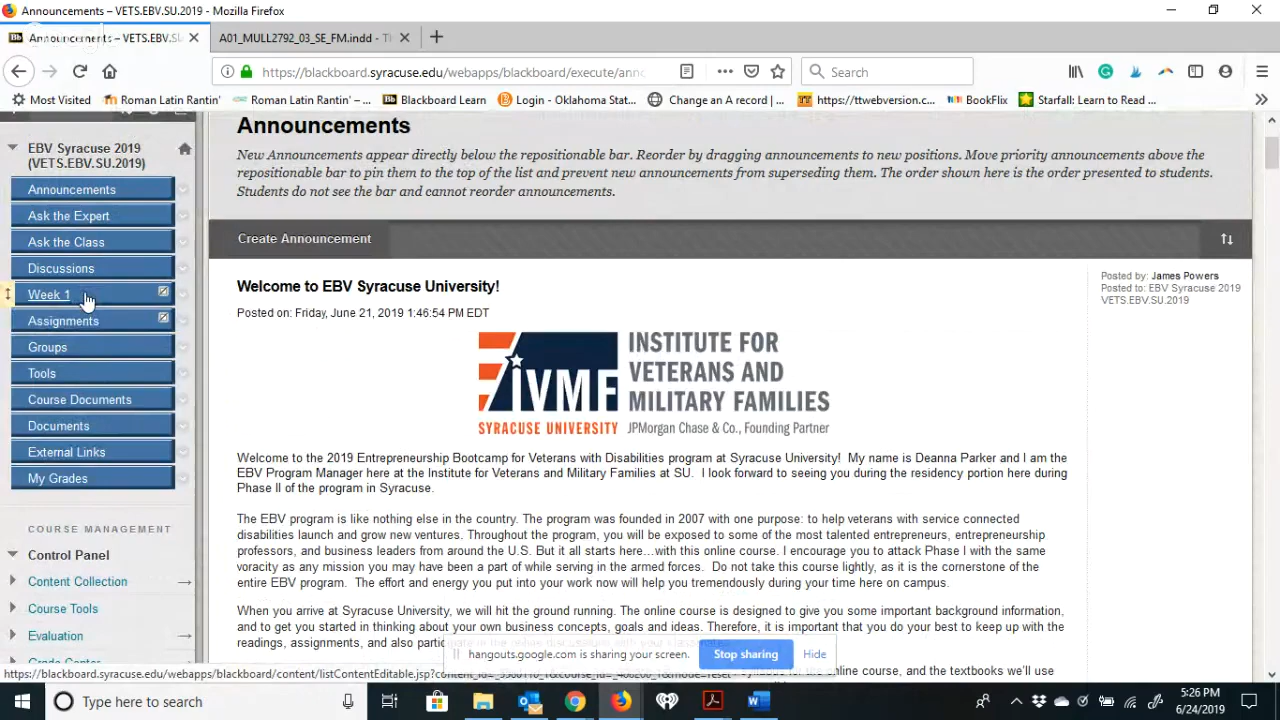 Announcements – VETS.EBV.SU.2019 - Mozilla Firefox
Announcements – VETS.EBV.SU
A01_MULL2792_03_SE_FM.indd -
https://blackboard.syracuse.edu/webapps/blackboard/execute/ann
Search
Most Visited
Roman Latin Rantin'
Roman Latin Rantin' – ...
Blackboard Learn
Login - Oklahoma Stat...
Change an A record | ...
https://ttwebversion.c...
BookFlix
Starfall: Learn to Read ...
EBV Syracuse 2019
(VETS.EBV.SU.2019)
Announcements
Ask the Expert
Ask the Class
Discussions
Week 1
Assignments
Groups
Tools
Course Documents
Documents
External Links
My Grades
COURSE MANAGEMENT
Control Panel
Content Collection
Course Tools
Evaluation
Grade Center
Announcements
New Announcements appear directly below the repositionable bar. Reorder by dragging announcements to new positions. Move priority announcements above the
repositionable bar to pin them to the top of the list and prevent new announcements from superseding them. The order shown here is the order presented to students.
Students do not see the bar and cannot reorder announcements.
Create Announcement
Welcome to EBV Syracuse University!
Posted on: Friday, June 21, 2019 1:46:54 PM EDT
Posted by: James Powers
Posted to: EBV Syracuse 2019
VETS.EBV.SU.2019
IVMF
SYRACUSE UNIVERSITY
INSTITUTE FOR
VETERANS AND
MILITARY FAMILIES
JPMorgan Chase & Co., Founding Partner
Welcome to the 2019 Entrepreneurship Bootcamp for Veterans with Disabilities program at Syracuse University! My name is Deanna Parker and I am the
EBV Program Manager here at the Institute for Veterans and Military Families at SU. I look forward to seeing you during the residency portion here during
Phase II of the program in Syracuse.
The EBV program is like nothing else in the country. The program was founded in 2007 with one purpose: to help veterans with service connected
disabilities launch and grow new ventures. Throughout the program, you will be exposed to some of the most talented entrepreneurs, entrepreneurship
professors, and business leaders from around the U.S. But it all starts here...with this online course. I encourage you to attack Phase I with the same
voracity as any mission you may have been a part of while serving in the armed forces. Do not take this course lightly, as it is the cornerstone of the
entire EBV program. The effort and energy you put into your work now will help you tremendously during your time here on campus.
When you arrive at Syracuse University, we will hit the ground running. The online course is designed to give you some important background information,
and to get you started in thinking about your own business concepts, goals and ideas. Therefore, it is important that you do your best to keep up with the
readings, assignments, and also
online course, and the textbooks we'll use
hangouts.google.com is sharing your screen.
Stop sharing
Hide
Type here to search
5:26 PM
6/24/2019